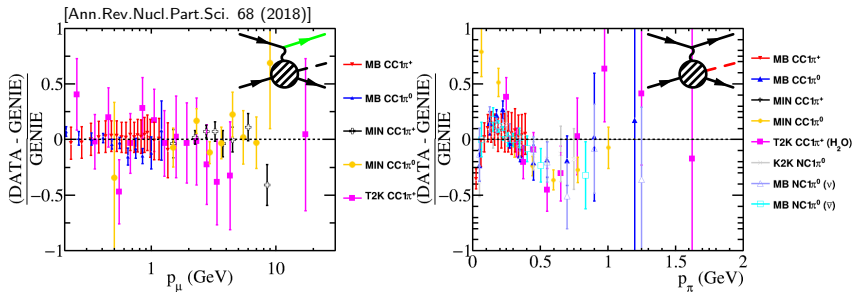 [Ann.Rev.Nucl.Part.Sci. 68 (2018)]
(DATA - GENIE)
GENIE
1
0.5
0
−0.5
−1
1
10
p_μ (GeV)
MB CC1π⁺
MB CC1π⁰
MIN CC1π⁺
MIN CC1π⁰
T2K CC1π⁺
(DATA - GENIE)
GENIE
1
0.5
0
−0.5
−1
0
0.5
1
1.5
2
p_π (GeV)
MB CC1π⁺
MB CC1π⁰
MIN CC1π⁺
MIN CC1π⁰
T2K CC1π⁺ (H₂O)
K2K NC1π⁰
MB NC1π⁰ (ν)
MB NC1π⁰ (ν̅)